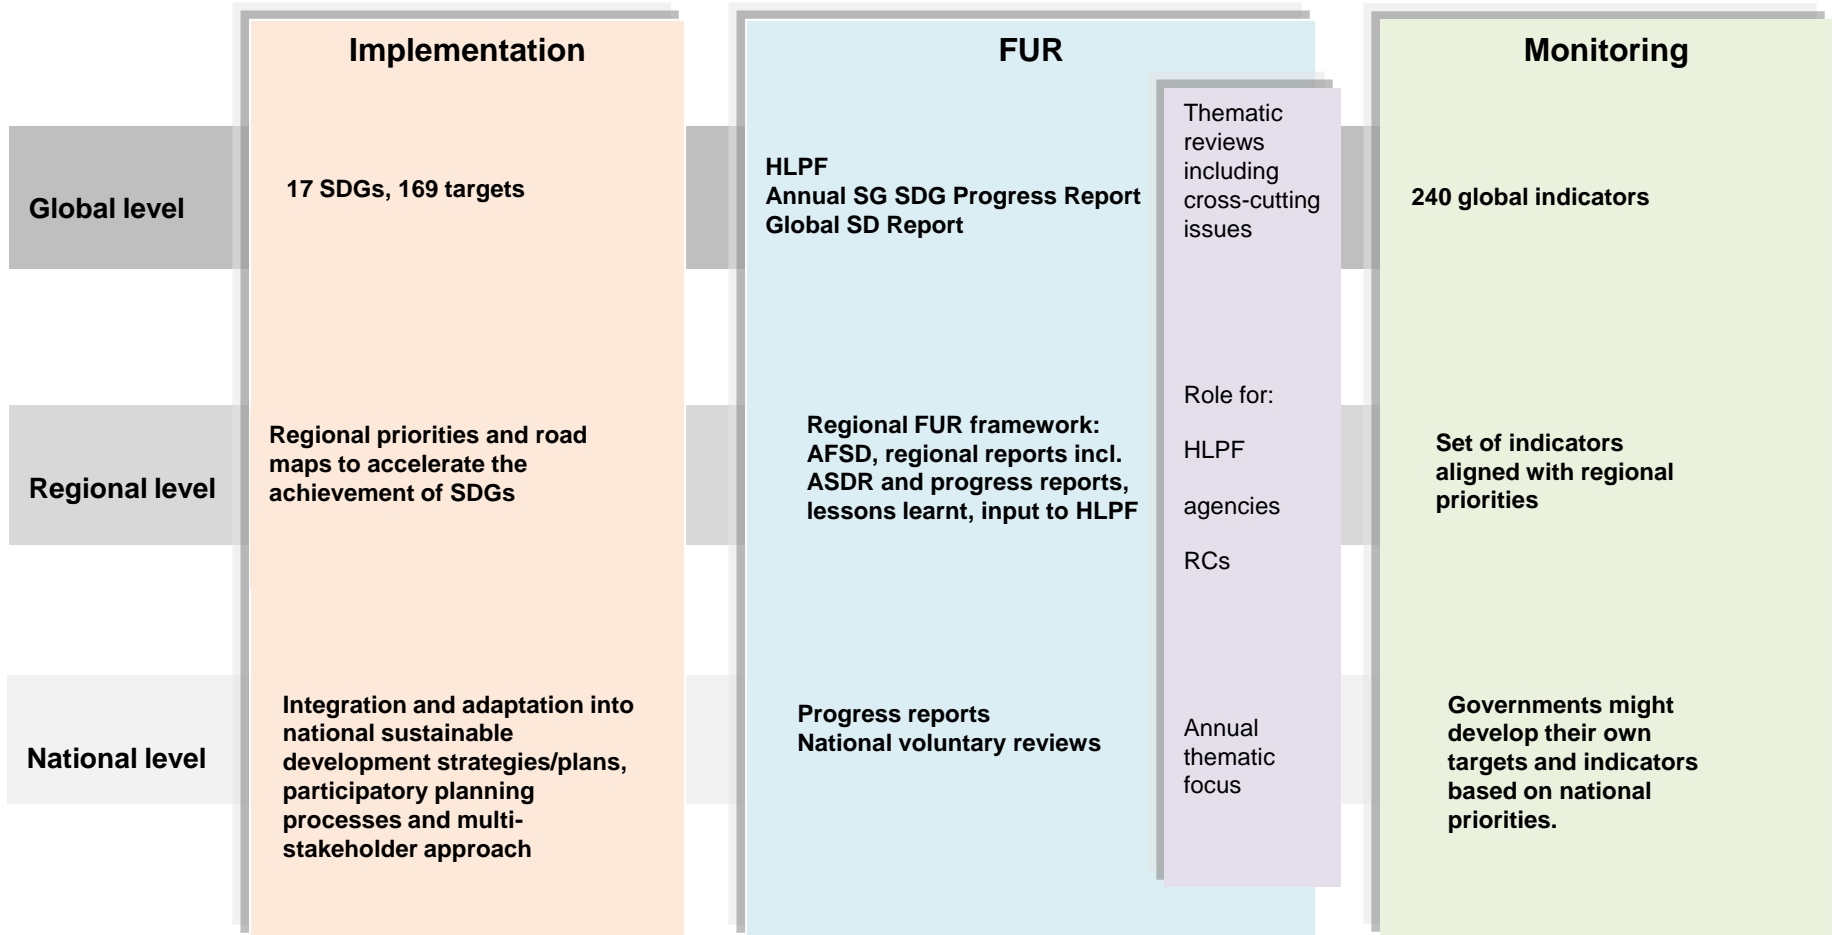 Implementation
FUR
Monitoring
Global level
17 SDGs, 169 targets
HLPF
Annual SG SDG Progress Report
Global SD Report
Thematic
reviews
including
cross-cutting
issues
240 global indicators
Regional level
Regional priorities and road
maps to accelerate the
achievement of SDGs
Regional FUR framework:
AFSD, regional reports incl.
ASDR and progress reports,
lessons learnt, input to HLPF
Role for:
HLPF
agencies
RCs
Set of indicators
aligned with regional
priorities
National level
Integration and adaptation into
national sustainable
development strategies/plans,
participatory planning
processes and multi-
stakeholder approach
Progress reports
National voluntary reviews
Annual
thematic
focus
Governments might
develop their own
targets and indicators
based on national
priorities.